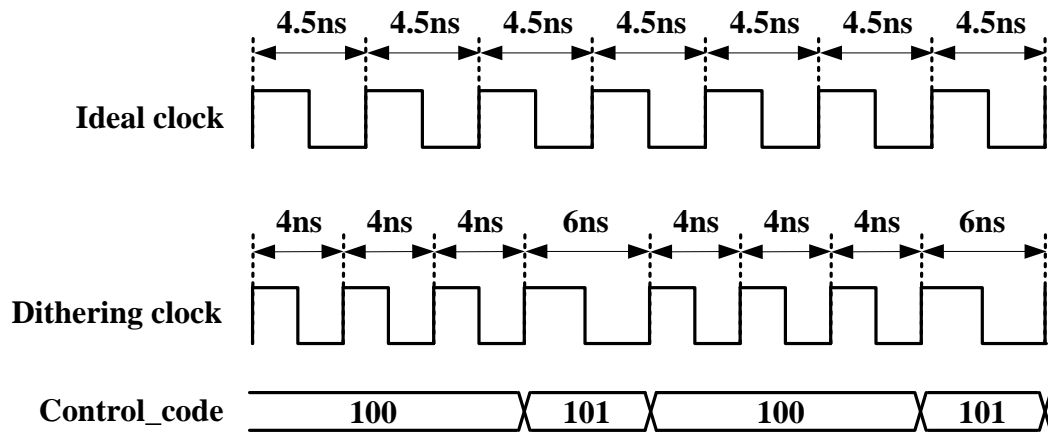 4.5ns 4.5ns 4.5ns 4.5ns 4.5ns 4.5ns 4.5ns
Ideal clock
4ns 4ns 4ns 6ns 4ns 4ns 4ns 6ns
Dithering clock
Control_code 100 101 100 101